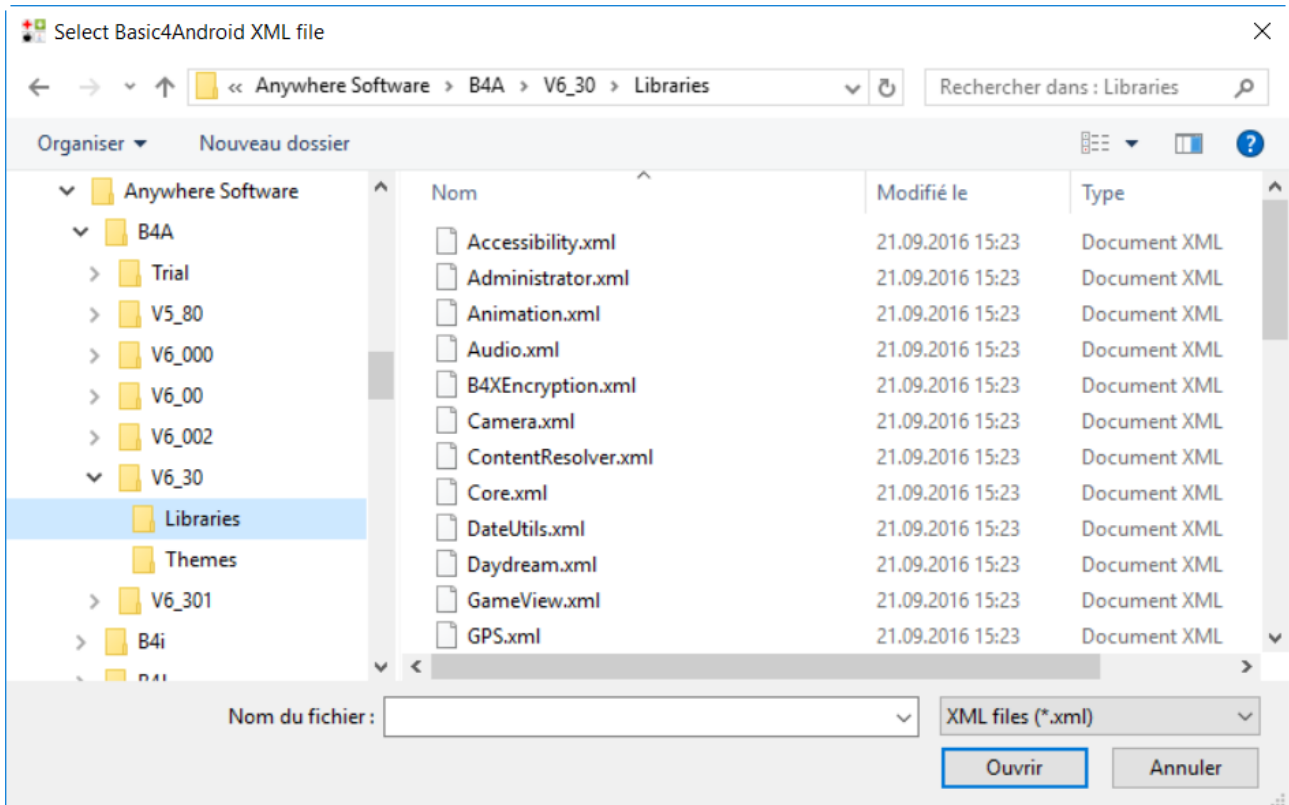 Select Basic4Android XML file
« Anywhere Software > B4A > V6_30 > Libraries
Rechercher dans : Libraries
Organiser
Nouveau dossier
Anywhere Software
B4A
Trial
V5_80
V6_000
V6_00
V6_002
V6_30
Libraries
Themes
V6_301
B4i
Nom Modifié le Type
Accessibility.xml 21.09.2016 15:23 Document XML
Administrator.xml 21.09.2016 15:23 Document XML
Animation.xml 21.09.2016 15:23 Document XML
Audio.xml 21.09.2016 15:23 Document XML
B4XEncryption.xml 21.09.2016 15:23 Document XML
Camera.xml 21.09.2016 15:23 Document XML
ContentResolver.xml 21.09.2016 15:23 Document XML
Core.xml 21.09.2016 15:23 Document XML
DateUtils.xml 21.09.2016 15:23 Document XML
Daydream.xml 21.09.2016 15:23 Document XML
GameView.xml 21.09.2016 15:23 Document XML
GPS.xml 21.09.2016 15:23 Document XML
Nom du fichier :
XML files (*.xml)
Ouvrir
Annuler